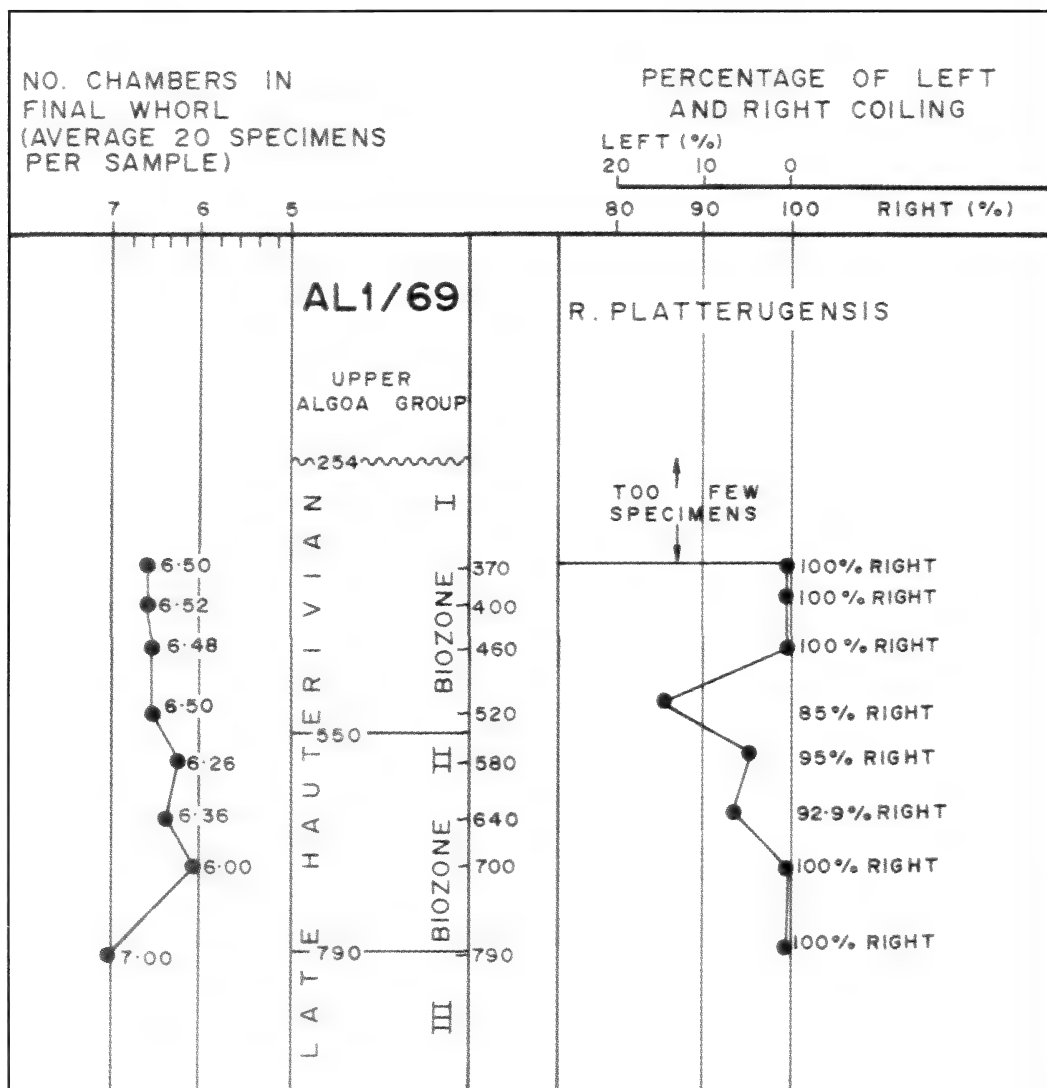 NO. CHAMBERS IN
FINAL WHORL
(AVERAGE 20 SPECIMENS
PER SAMPLE)
7 6 5
PERCENTAGE OF LEFT
AND RIGHT COILING
LEFT (%)
20 10 0
80 90 100 RIGHT (%)
AL1/69
R. PLATTERUGENSIS
UPPER
ALGOA GROUP
254
TOO FEW
SPECIMENS
LATE HAUTERIVIAN
BIOZONE I
BIOZONE II
III
550
790
6·50
6·52
6·48
6·50
6·26
6·36
6·00
7·00
370
400
460
520
580
640
700
790
100% RIGHT
100% RIGHT
100% RIGHT
85% RIGHT
95% RIGHT
92·9% RIGHT
100% RIGHT
100% RIGHT